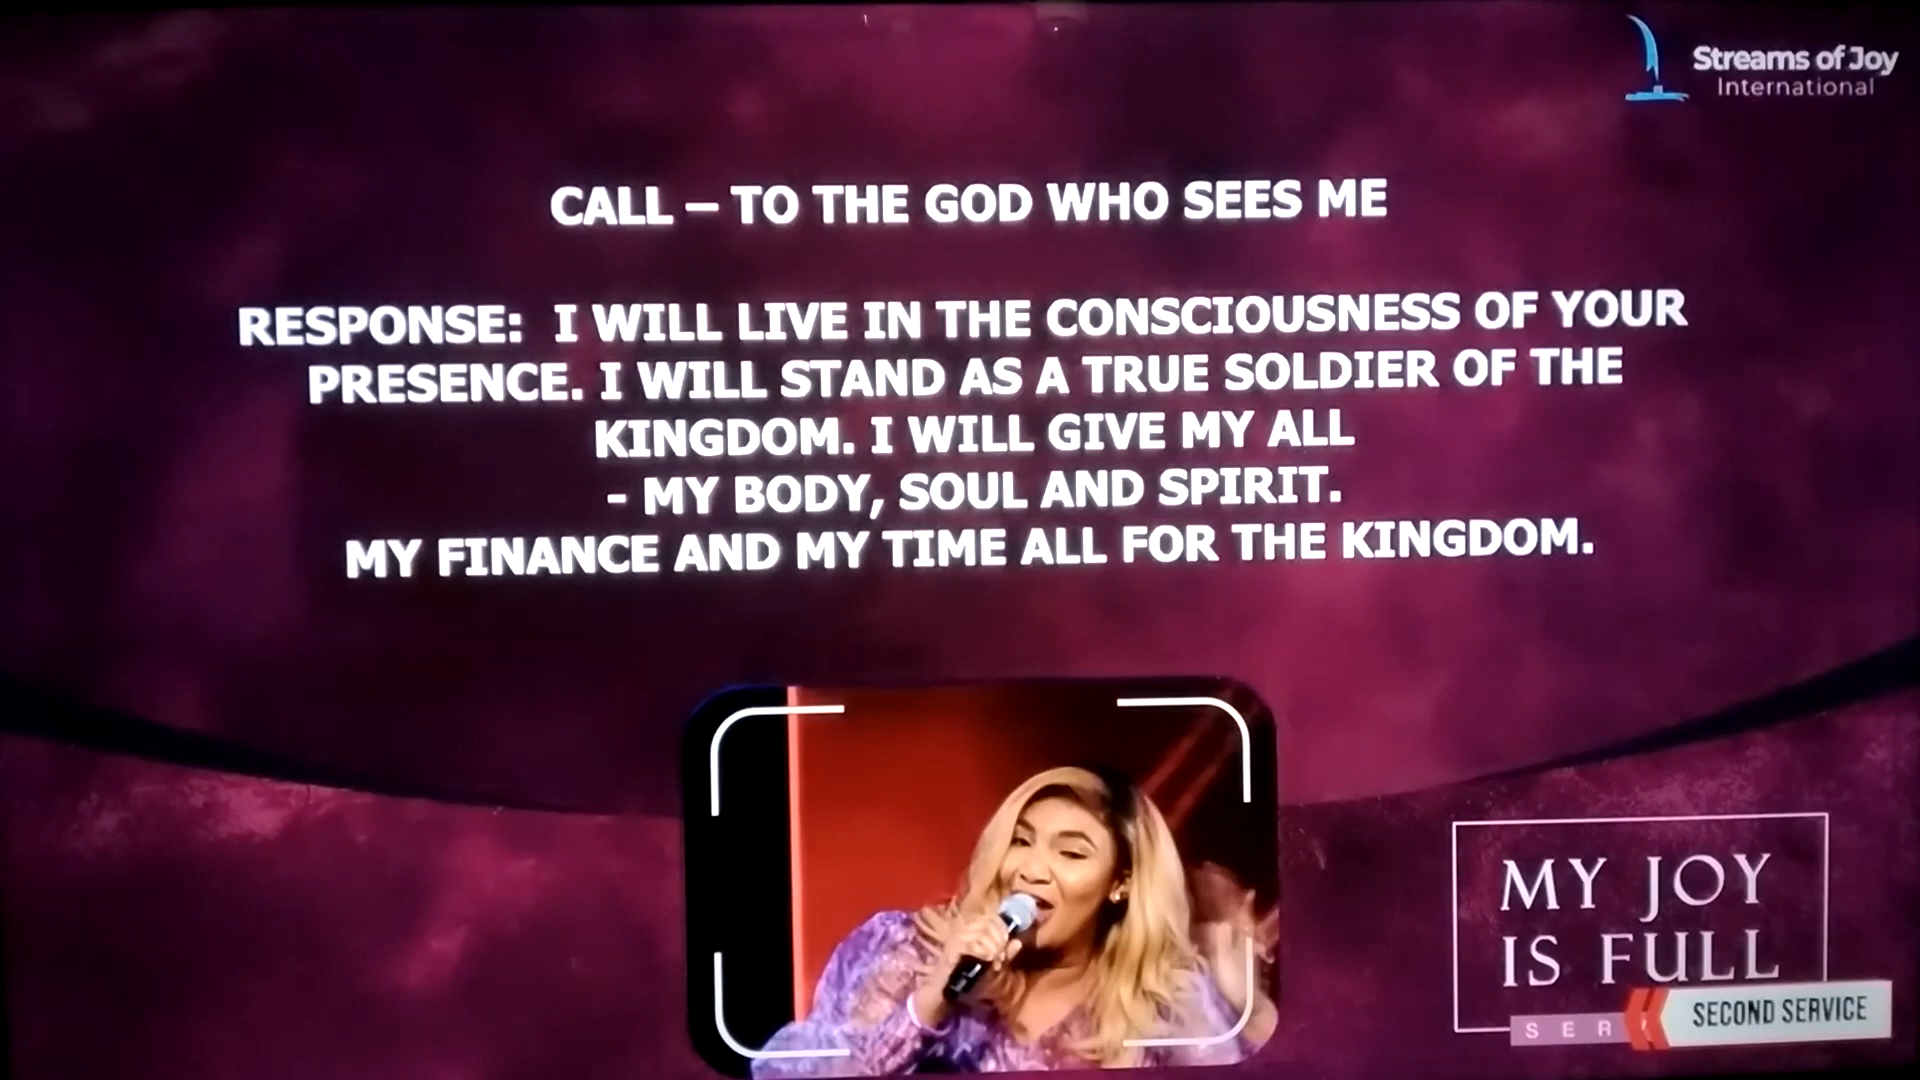 Streams of Joy
International
CALL – TO THE GOD WHO SEES ME
RESPONSE: I WILL LIVE IN THE CONSCIOUSNESS OF YOUR
PRESENCE. I WILL STAND AS A TRUE SOLDIER OF THE
KINGDOM. I WILL GIVE MY ALL
- MY BODY, SOUL AND SPIRIT.
MY FINANCE AND MY TIME ALL FOR THE KINGDOM.
MY JOY
IS FULL
SECOND SERVICE